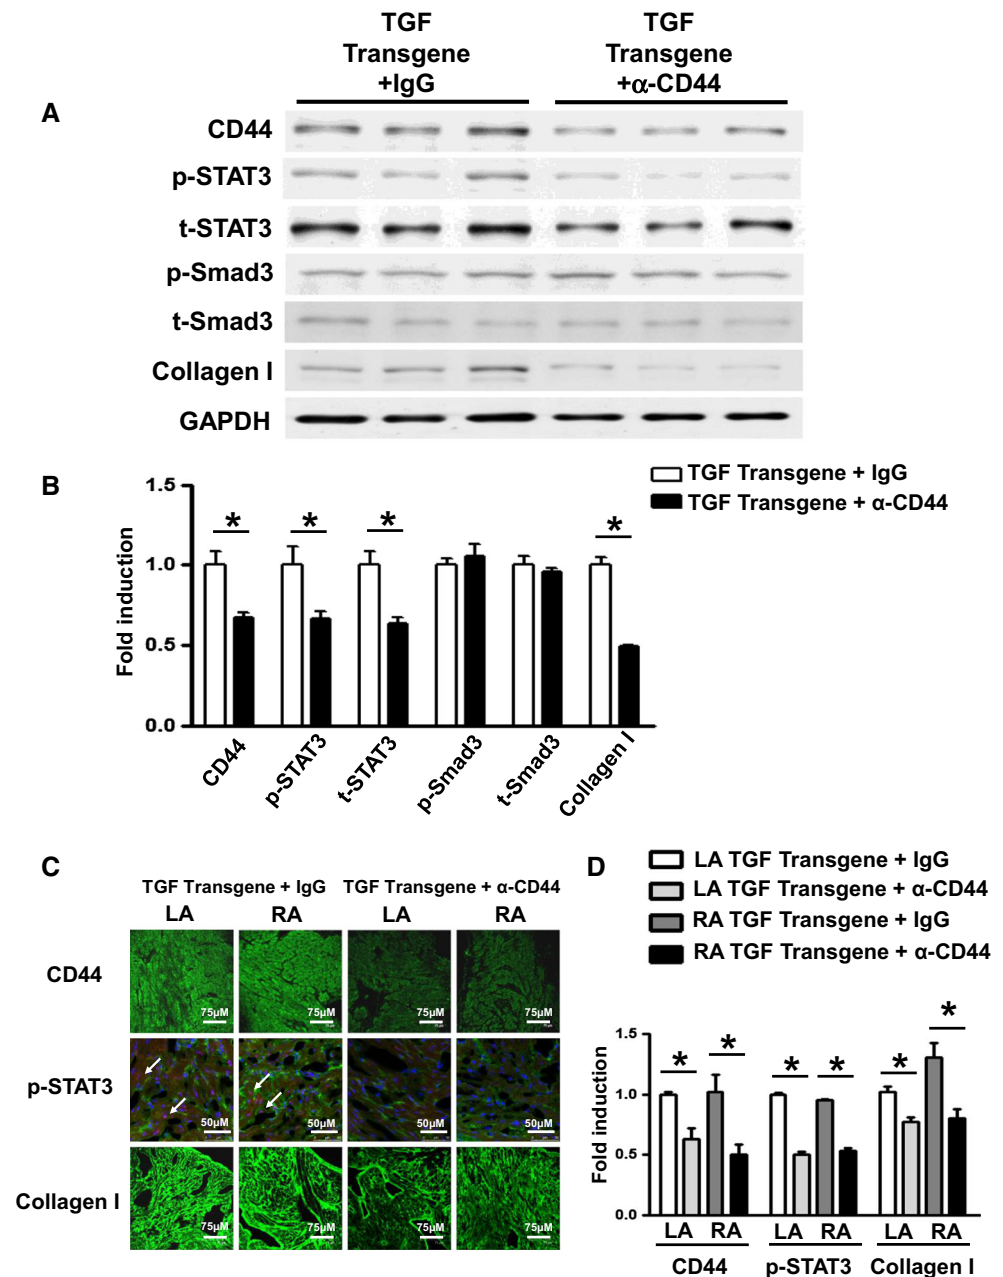 TGF
Transgene
+IgG
TGF
Transgene
+α-CD44
A
CD44
p-STAT3
t-STAT3
p-Smad3
t-Smad3
Collagen I
GAPDH
B
TGF Transgene + IgG
TGF Transgene + α-CD44
Fold induction
1.5
1.0
0.5
0.0
* * * *
CD44
p-STAT3
t-STAT3
p-Smad3
t-Smad3
Collagen I
C
TGF Transgene + IgG TGF Transgene + α-CD44
LA RA LA RA
CD44
75μM 75μM 75μM 75μM
p-STAT3
50μM 50μM 50μM 50μM
Collagen I
75μM 75μM 75μM 75μM
D
LA TGF Transgene + IgG
LA TGF Transgene + α-CD44
RA TGF Transgene + IgG
RA TGF Transgene + α-CD44
Fold induction
1.5
1.0
0.5
0.0
* * * * * *
LA RA LA RA LA RA
CD44 p-STAT3 Collagen I